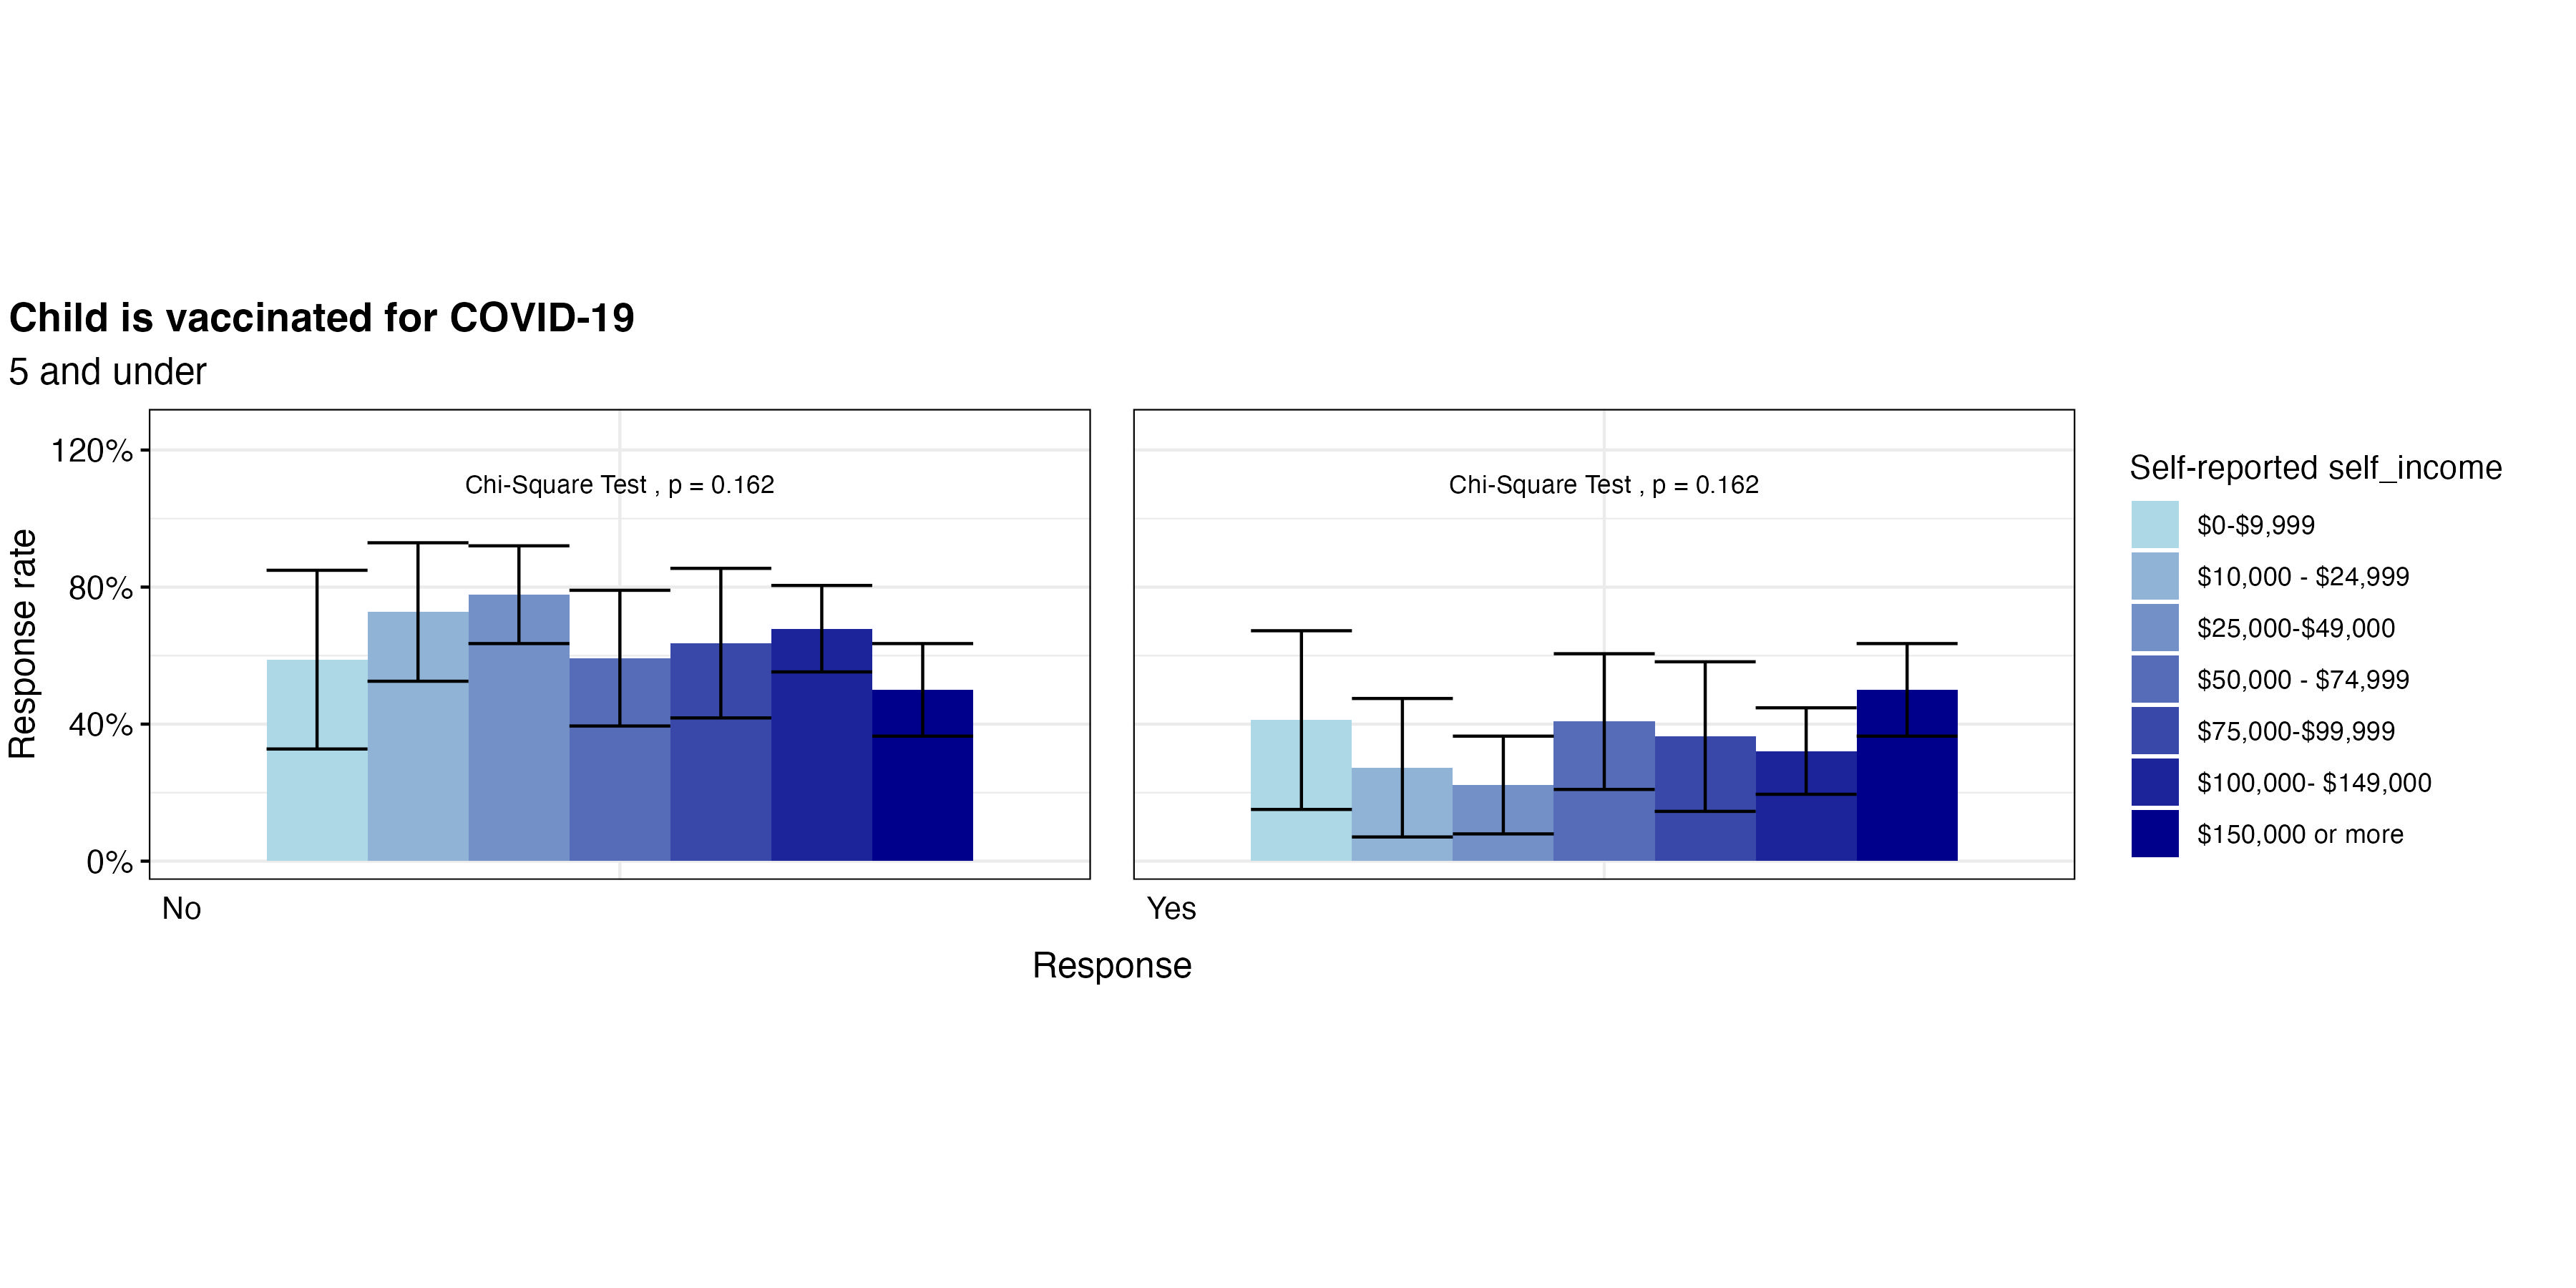 Child is vaccinated for COVID-19
5 and under
120%
80%
40%
0%
Response rate
Chi-Square Test , p = 0.162
Chi-Square Test , p = 0.162
No
Yes
Response
Self-reported self_income
$0-$9,999
$10,000 - $24,999
$25,000-$49,000
$50,000 - $74,999
$75,000-$99,999
$100,000- $149,000
$150,000 or more